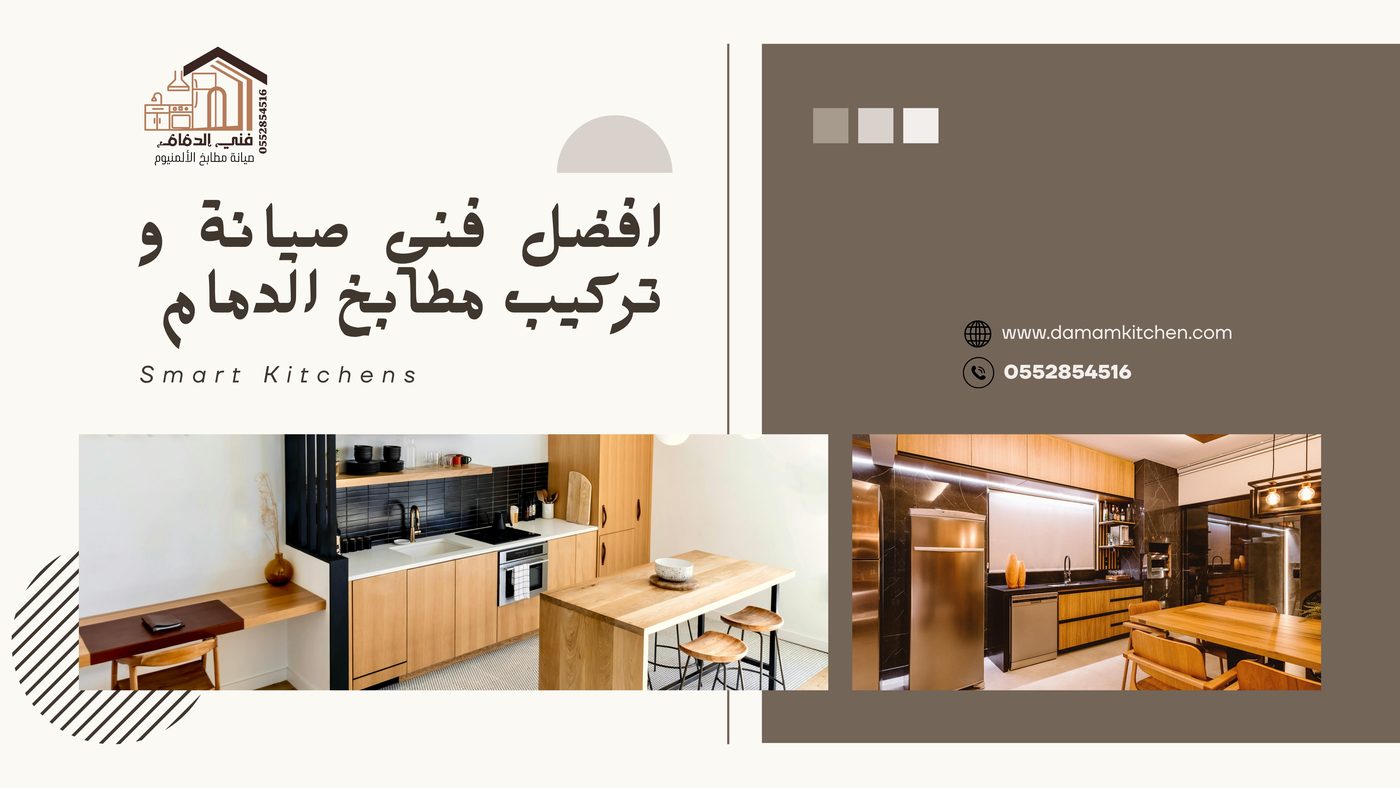 فني الدمام
صيانة مطابخ الألمنيوم
0552854516
افضل فني صيانة و
تركيب مطابخ الدمام
Smart Kitchens
www.damamkitchen.com
0552854516